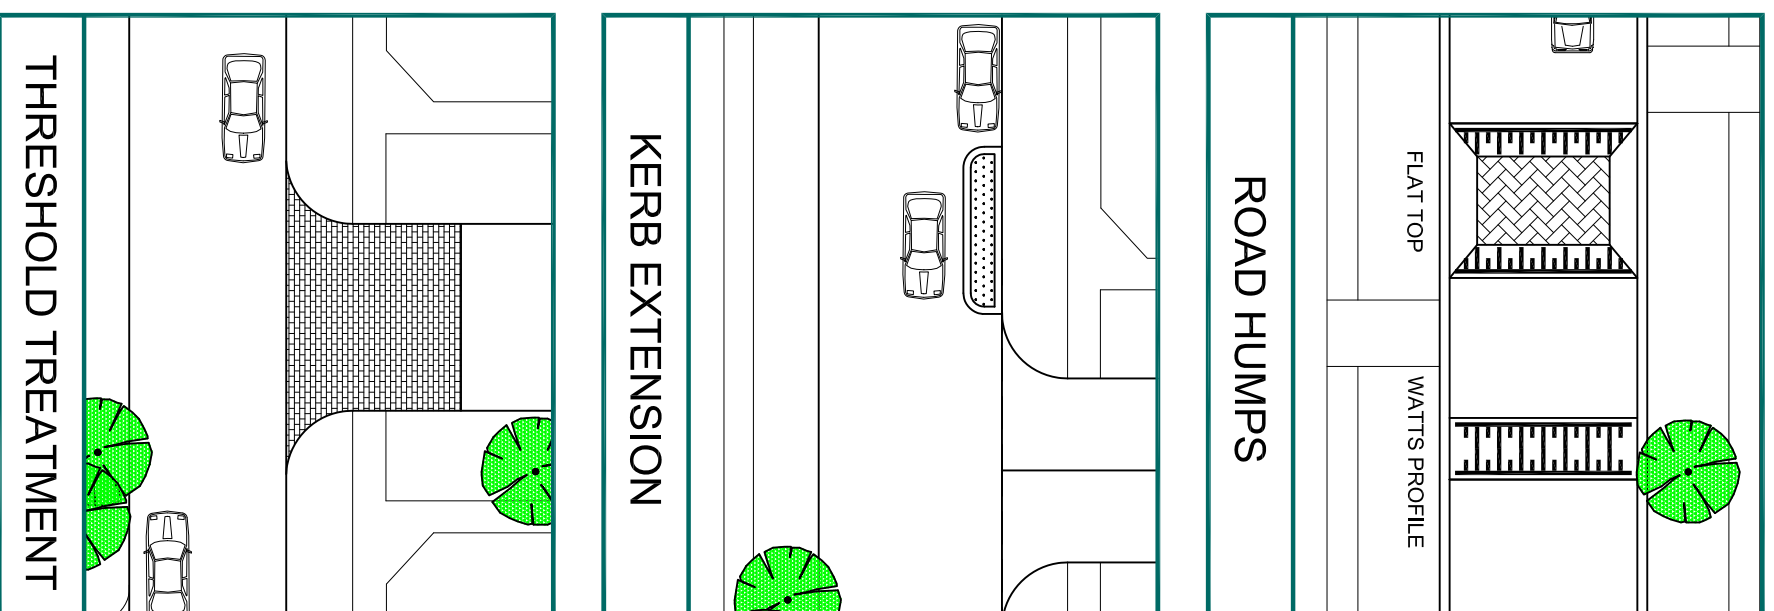 THRESHOLD TREATMENT
KERB EXTENSION
ROAD HUMPS
FLAT TOP
WATTS PROFILE